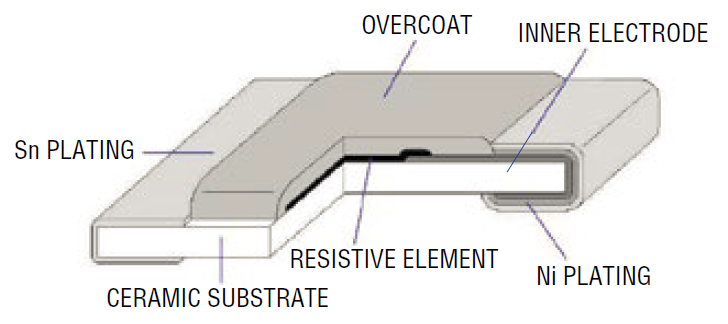 OVERCOAT
INNER ELECTRODE
Sn PLATING
RESISTIVE ELEMENT
Ni PLATING
CERAMIC SUBSTRATE